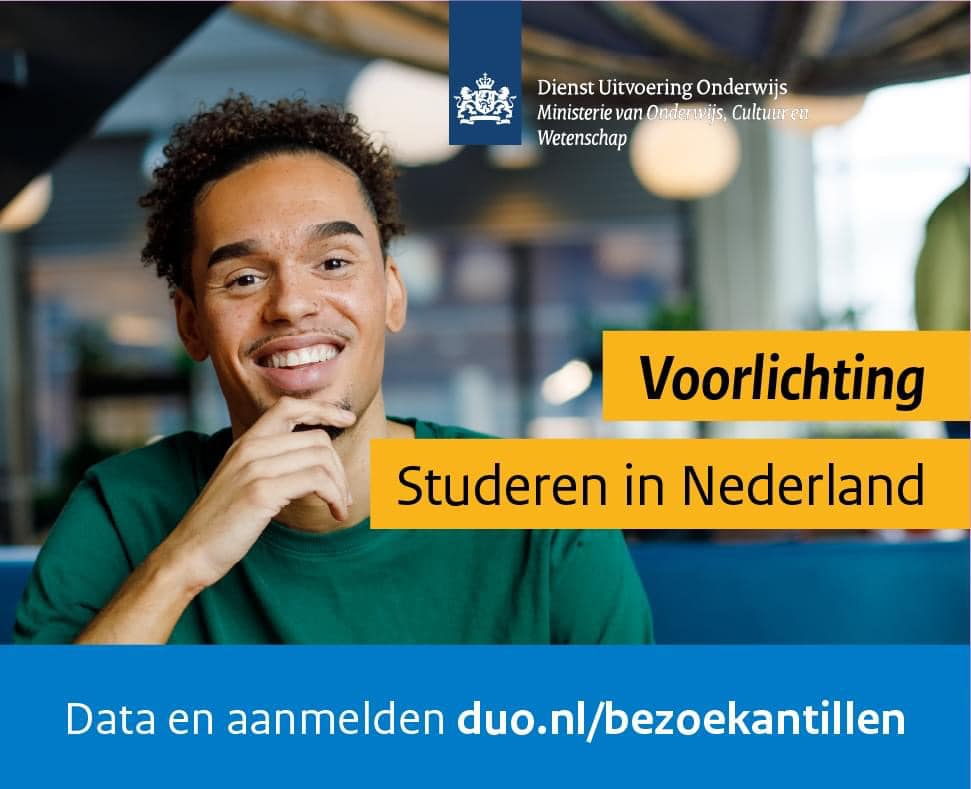 Dienst Uitvoering Onderwijs
Ministerie van Onderwijs, Cultuur en
Wetenschap
Voorlichting
Studeren in Nederland
Data en aanmelden duo.nl/bezoekantillen